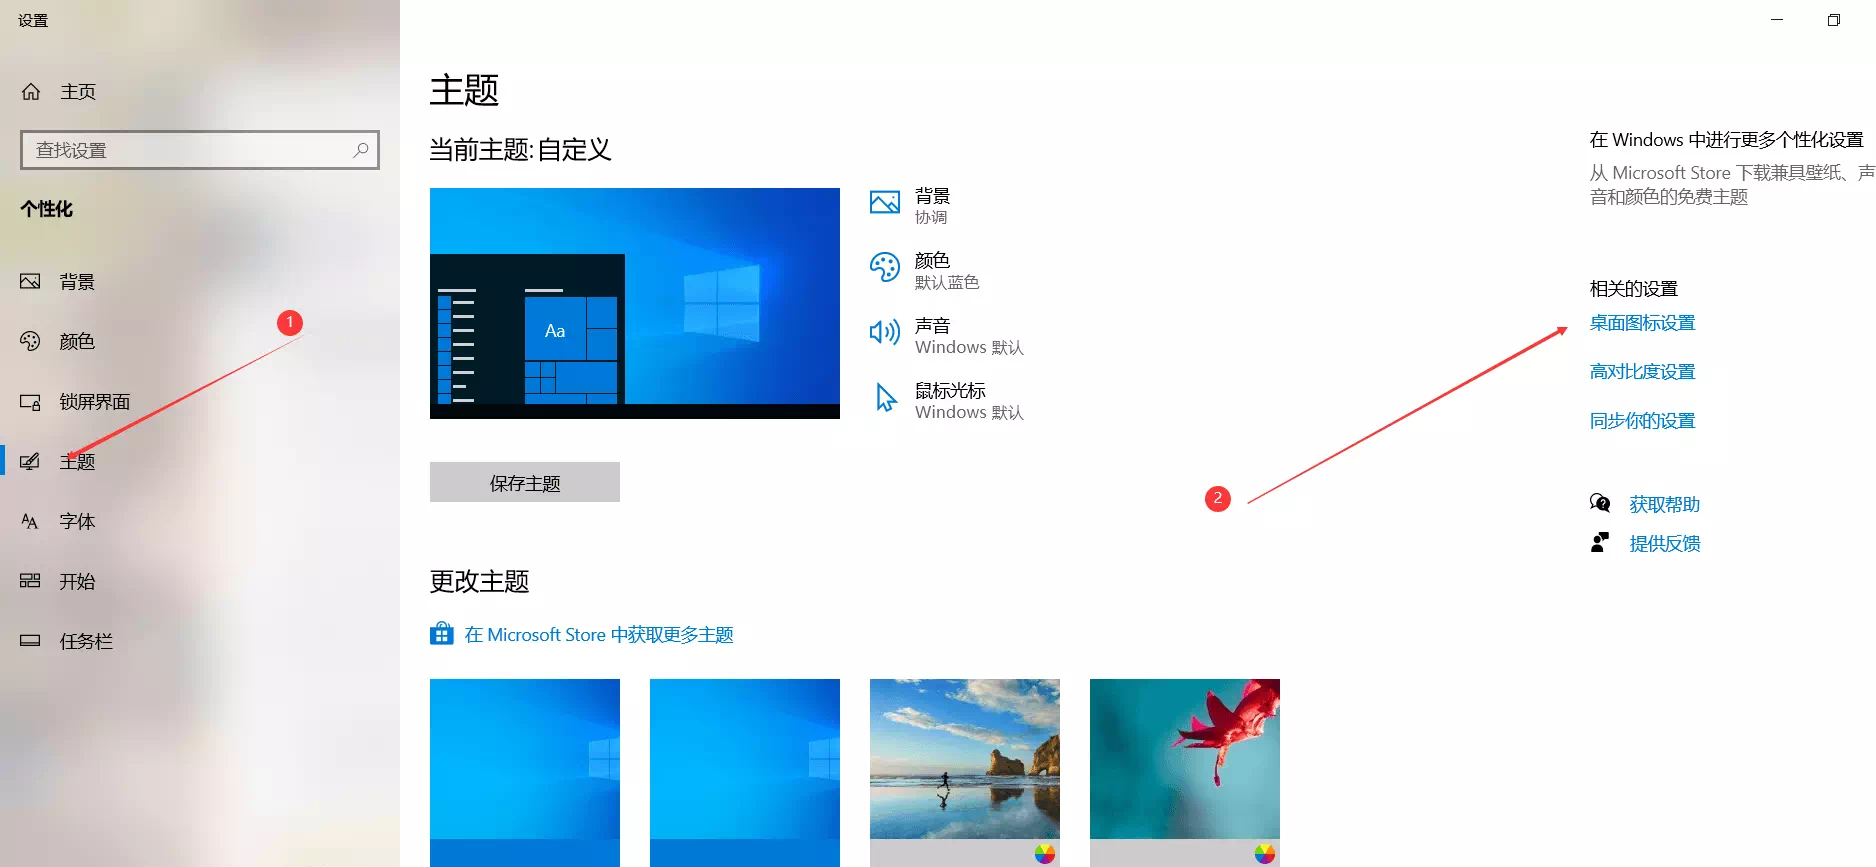 设置
主页
查找设置
个性化
背景
颜色
1
锁屏界面
主题
字体
开始
任务栏
主题
当前主题:自定义
Aa
背景
协调
颜色
默认蓝色
声音
Windows 默认
鼠标光标
Windows 默认
保存主题
2
更改主题
在 Microsoft Store 中获取更多主题
在 Windows 中进行更多个性化设置
从 Microsoft Store 下载兼具壁纸、声
音和颜色的免费主题
相关的设置
桌面图标设置
高对比度设置
同步你的设置
获取帮助
提供反馈